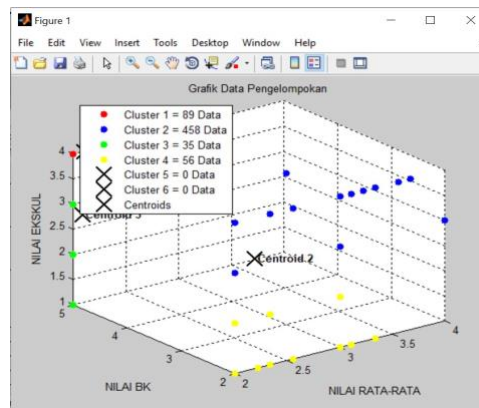 Figure 1
File Edit View Insert Tools Desktop Window Help
Grafik Data Pengelompokan
Cluster 1 = 89 Data
Cluster 2 = 458 Data
Cluster 3 = 35 Data
Cluster 4 = 56 Data
Cluster 5 = 0 Data
Cluster 6 = 0 Data
Centroids
Centroid 2
NILAI EKSKUL
4
3.5
3
2.5
2
1.5
1
5
4
3
2
NILAI BK
2
2.5
3
3.5
4
NILAI RATA-RATA